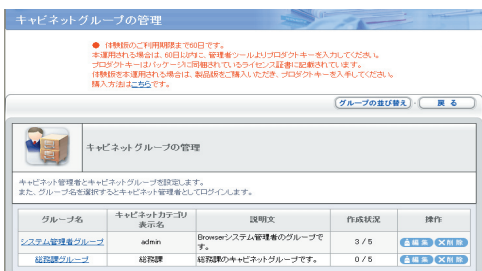 キャビネットグループの管理
● 体験版のご利用期限まで60日です。
本運用される場合は、60日以内に、管理者ツールよりプロダクトキーを入力してください。
プロダクトキーはパッケージに同梱されているライセンス証書に記載されています。
体験版を本運用される場合は、製品版をご購入いただき、プロダクトキーを入手してください。
購入方法はこちらです。
グループの並び替え 戻る
キャビネットグループの管理
キャビネット管理者とキャビネットグループを設定します。
また、グループ名を選択するとキャビネット管理者としてログインします。
グループ名 キャビネットカテゴリ表示名 説明文 作成状況 操作
システム管理者グループ admin Browserシステム管理者のグループです。 3 / 5 編集 削除
総務課グループ 総務課 総務課のキャビネットグループです。 0 / 5 編集 削除